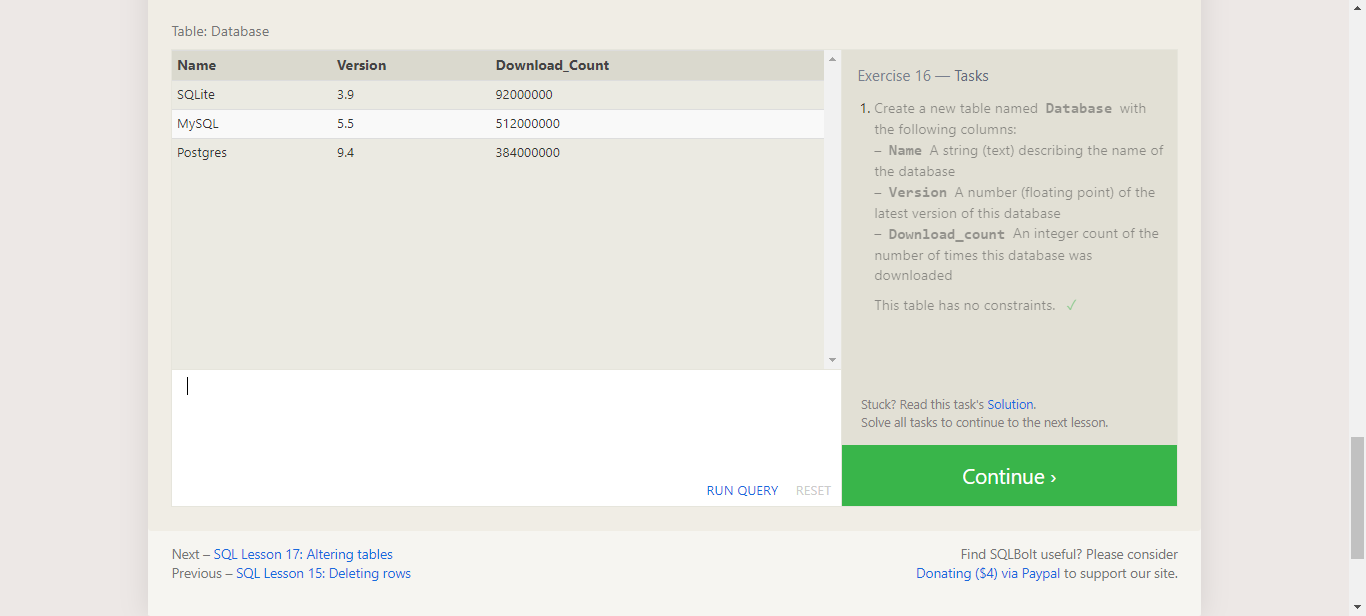 Table: Database
Name Version Download_Count
SQLite 3.9 92000000
MySQL 5.5 512000000
Postgres 9.4 384000000
RUN QUERY RESET
Exercise 16 — Tasks
1. Create a new table named Database with
the following columns:
– Name A string (text) describing the name of
the database
– Version A number (floating point) of the
latest version of this database
– Download_count An integer count of the
number of times this database was
downloaded
This table has no constraints. ✓
Stuck? Read this task's Solution.
Solve all tasks to continue to the next lesson.
Continue ›
Next – SQL Lesson 17: Altering tables
Previous – SQL Lesson 15: Deleting rows
Find SQLBolt useful? Please consider
Donating ($4) via Paypal to support our site.